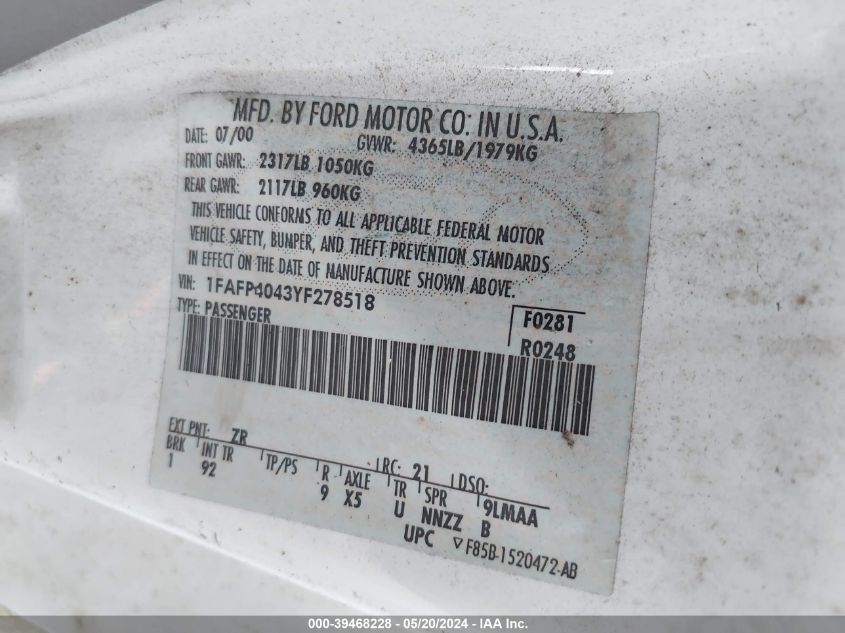 MFD. BY FORD MOTOR CO. IN U.S.A.
DATE: 07/00 GVWR: 4365LB/1979KG
FRONT GAWR: 2317LB 1050KG
REAR GAWR: 2117LB 960KG
THIS VEHICLE CONFORMS TO ALL APPLICABLE FEDERAL MOTOR
VEHICLE SAFETY, BUMPER, AND THEFT PREVENTION STANDARDS
IN EFFECT ON THE DATE OF MANUFACTURE SHOWN ABOVE.
VIN: 1FAFP4043YF278518
TYPE: PASSENGER
F0281
R0248
EXT PNT: ZR RC: 21 DSO:
BRK INT TR TP/PS R AXLE TR SPR 9LMAA
1 92 9 X5 U NNZZ B
UPC ▽F85B-1520472-AB
000-39468228 - 05/20/2024 - IAA Inc.